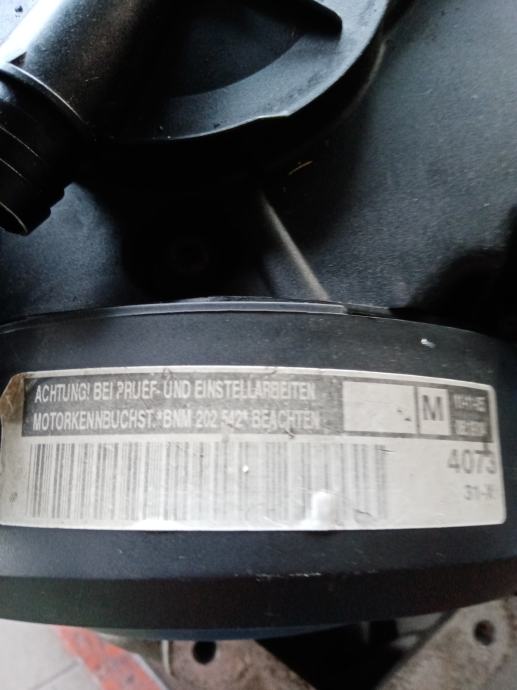 ACHTUNG! BEI PRUEF- UND EINSTELLARBEITEN
MOTORKENNBUCHST.*BNM 202 542* BEACHTEN
M
4073